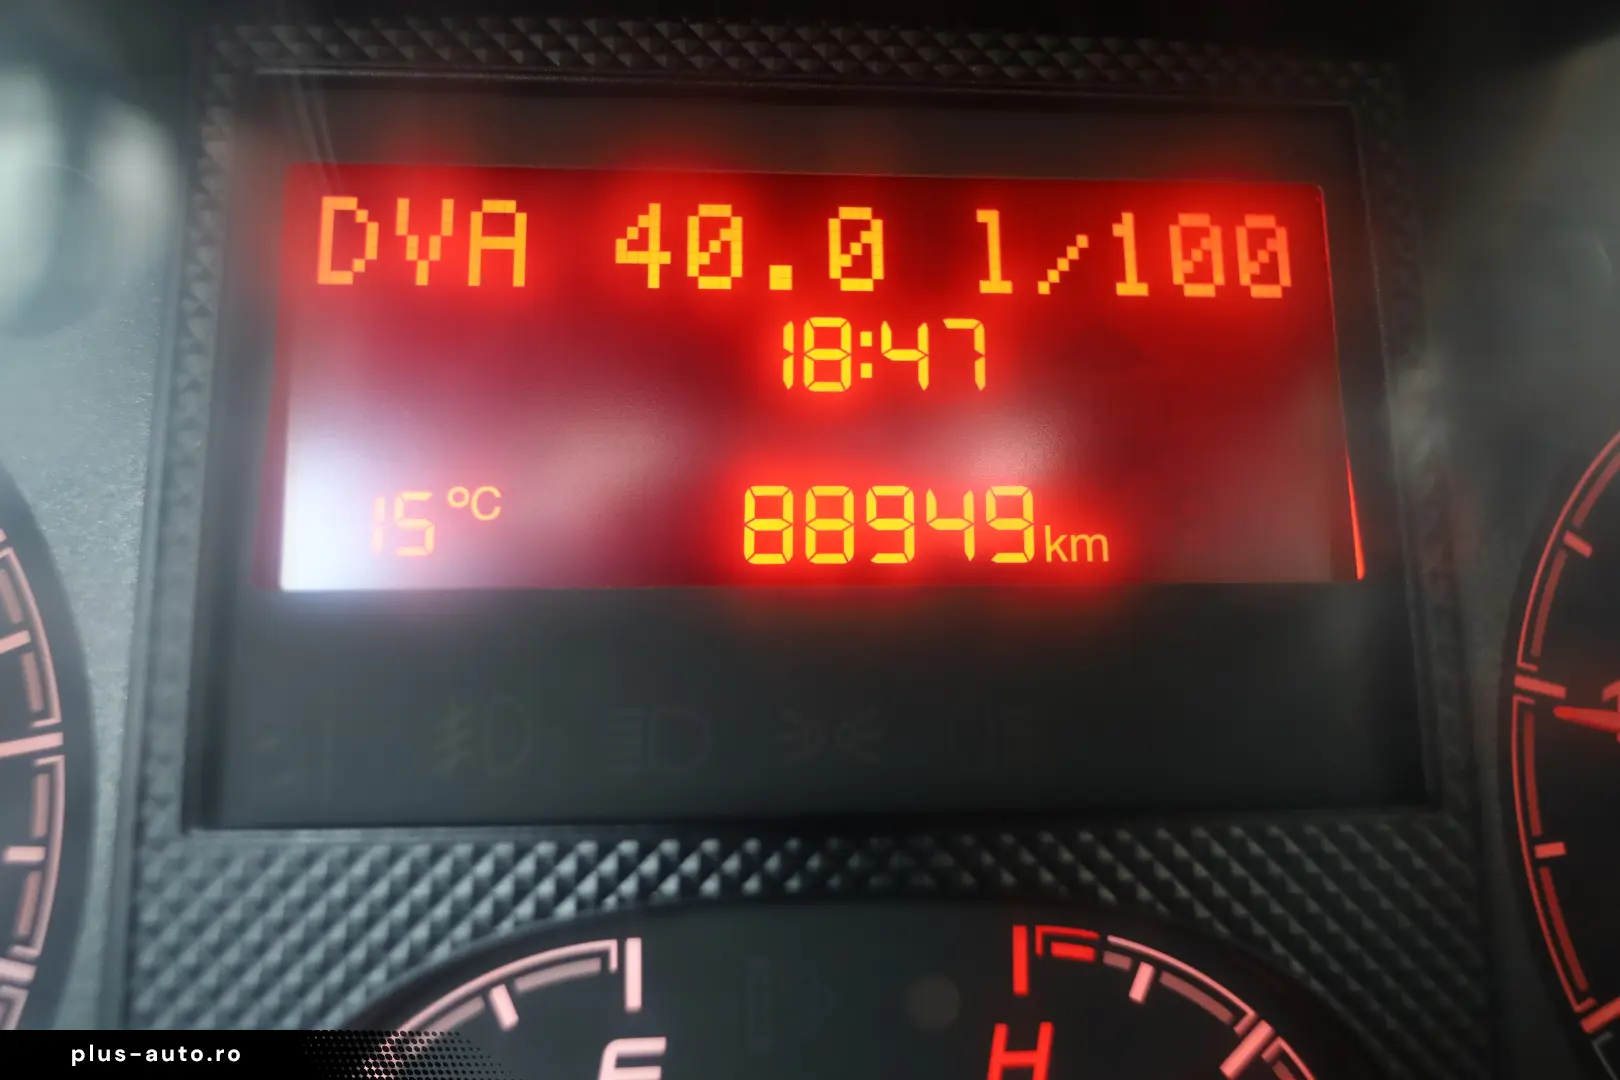 DVA 40.0 l/100
18:47
15°C 88949km
F H
plus-auto.ro